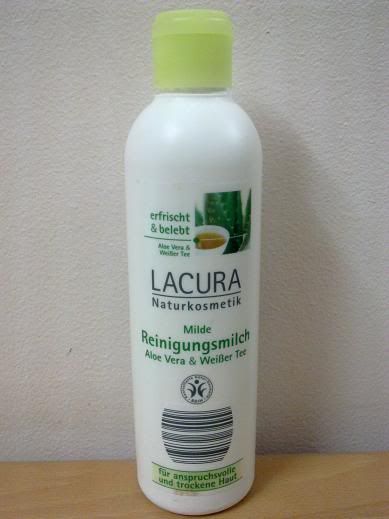 erfrischt
& belebt
Aloe Vera &
Weißer Tee
LACURA
Naturkosmetik
Milde
Reinigungsmilch
Aloe Vera & Weißer Tee
BDIH
für anspruchsvolle
und trockene Haut